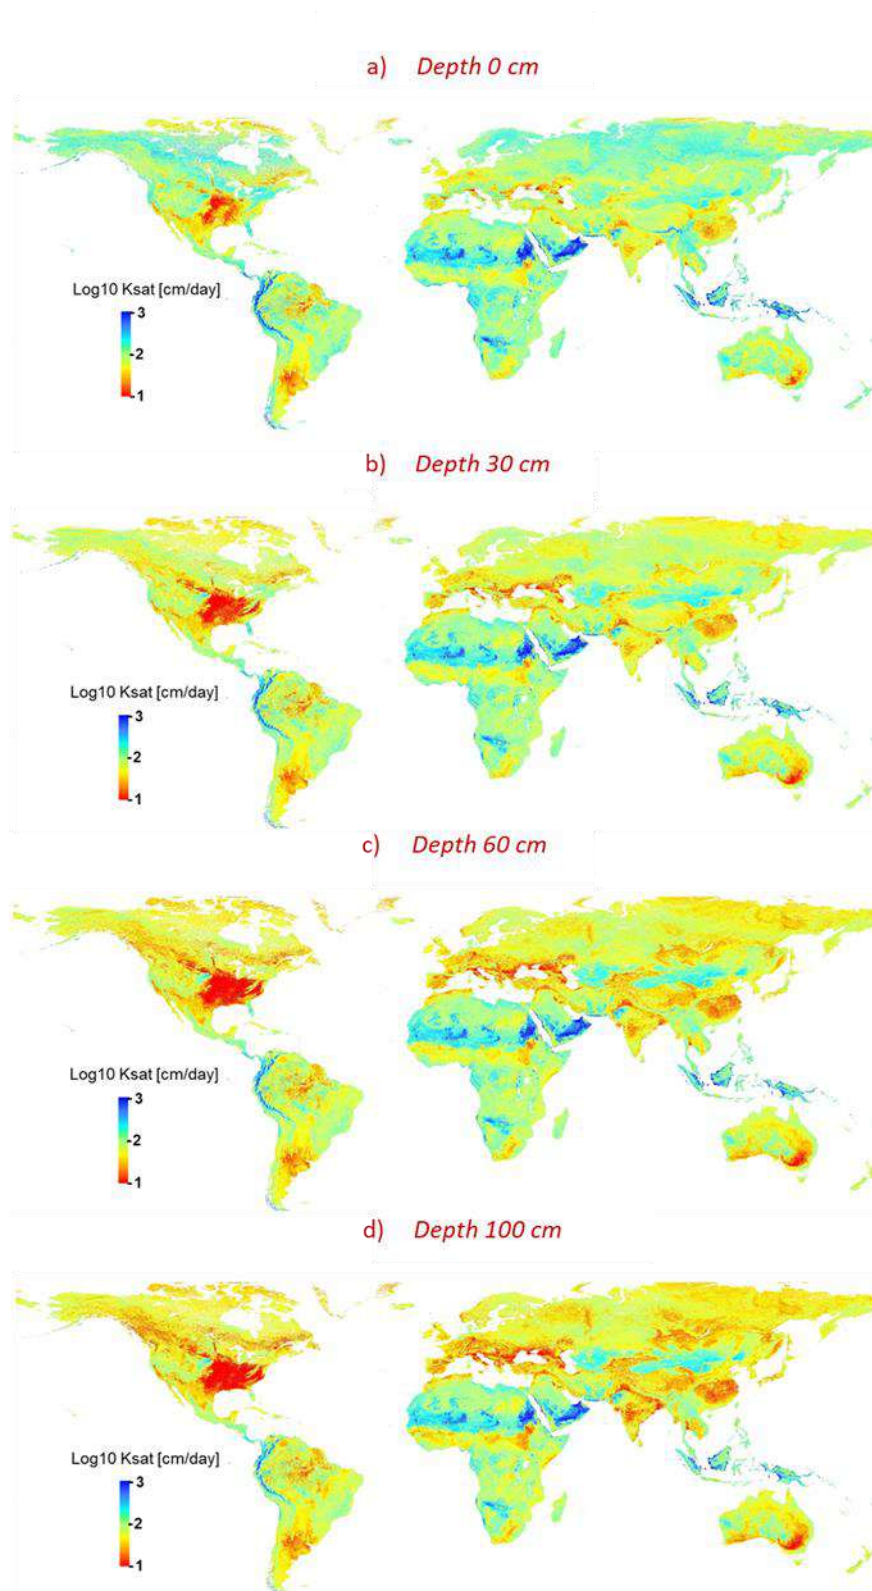 a) Depth 0 cm
Log10 Ksat [cm/day]
3
2
1
b) Depth 30 cm
Log10 Ksat [cm/day]
3
2
1
c) Depth 60 cm
Log10 Ksat [cm/day]
3
2
1
d) Depth 100 cm
Log10 Ksat [cm/day]
3
2
1